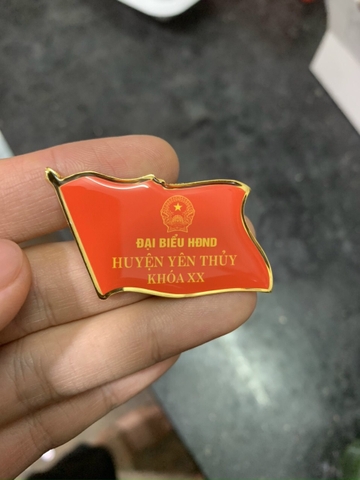 ĐẠI BIỂU HĐND
HUYỆN YÊN THỦY
KHÓA XX